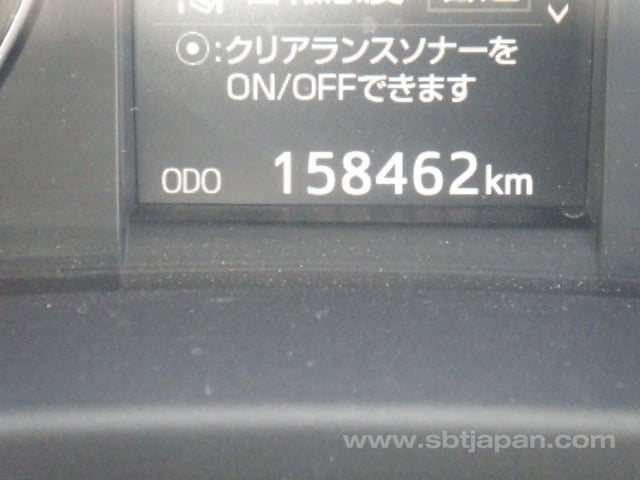 ⦿:クリアランスソナーを
ON/OFFできます
ODO 158462km
www.sbtjapan.com